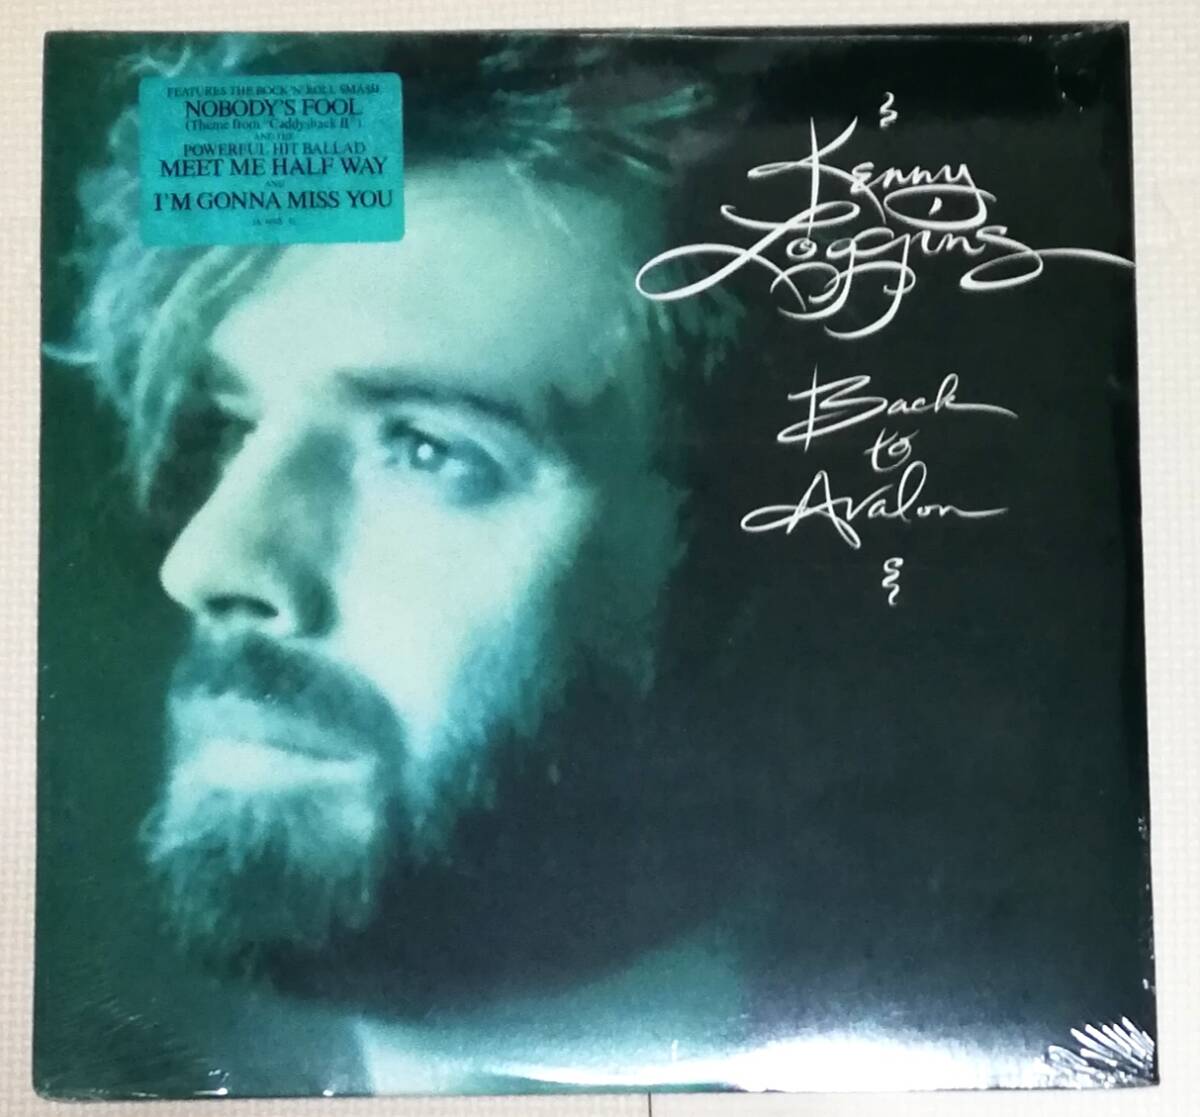 FEATURES THE ROCK 'N' ROLL SMASH
NOBODY'S FOOL
(Theme from "Caddyshack II")
AND THE
POWERFUL HIT BALLAD
MEET ME HALF WAY
AND
I'M GONNA MISS YOU
Kenny
Loggins
Back
to
Avalon